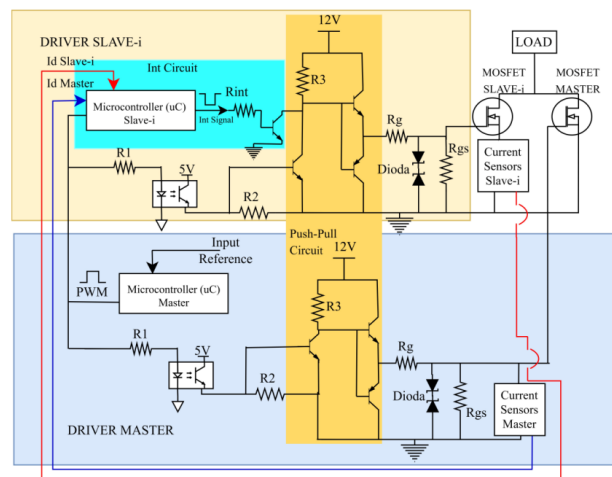 DRIVER SLAVE-i
12V
LOAD
MOSFET
SLAVE-i
MOSFET
MASTER
Id Slave-i
Id Master
Int Circuit
Microcontroller (uC)
Slave-i
Int Signal
Rint
R3
R1
5V
R2
Rg
Dioda
Rgs
Current
Sensors
Slave-i
Push-Pull
Circuit
12V
Input
Reference
PWM
Microcontroller (uC)
Master
R3
R1
5V
R2
Rg
Dioda
Rgs
Current
Sensors
Master
DRIVER MASTER